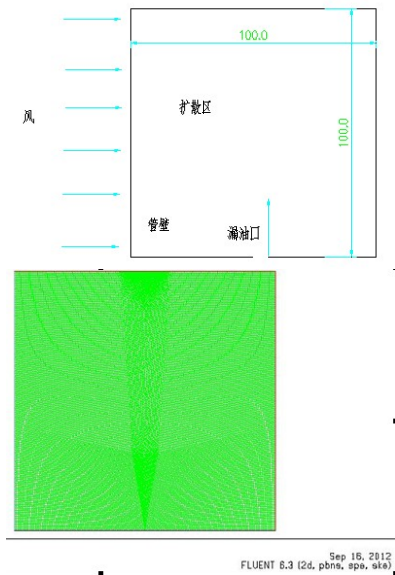 100.0
扩散区
100.0
风
管壁
漏油口
Sep 16, 2012
FLUENT 6.3 (2d, pbns, spe, ske)